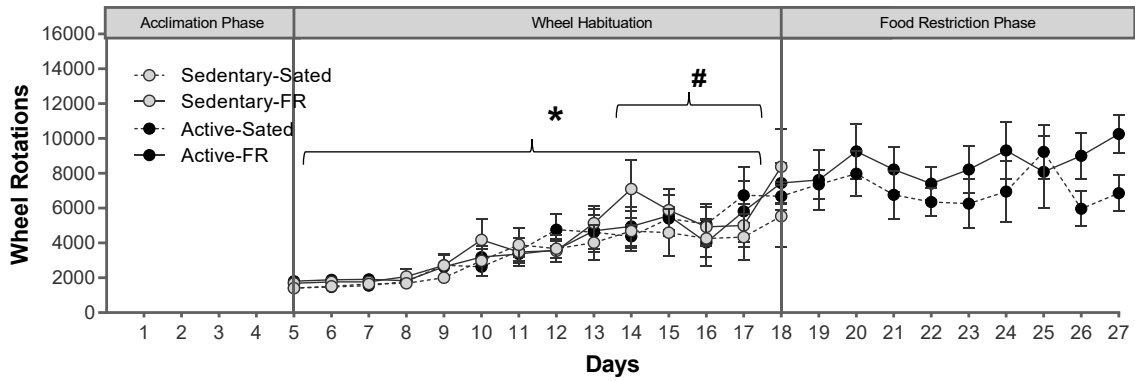 Acclimation Phase Wheel Habituation Food Restriction Phase
16000
14000
12000
10000
8000
6000
4000
2000
0
Wheel Rotations
Sedentary-Sated
Sedentary-FR
Active-Sated
Active-FR
*
#
1 2 3 4 5 6 7 8 9 10 11 12 13 14 15 16 17 18 19 20 21 22 23 24 25 26 27
Days